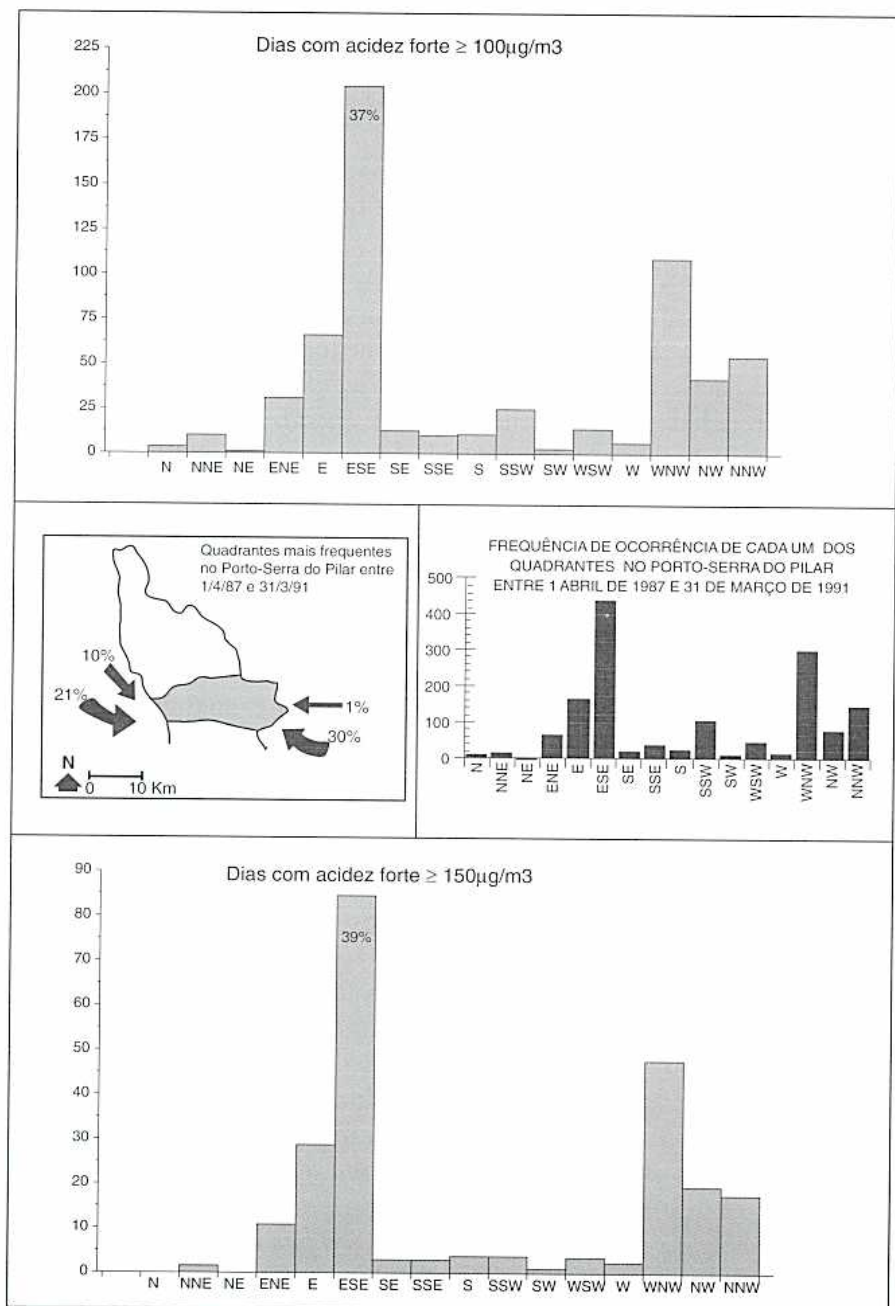 Dias com acidez forte ≥ 100µg/m3
225
200
175
150
125
100
75
50
25
0
37%
N NNE NE ENE E ESE SE SSE S SSW SW WSW W WNW NW NNW
Quadrantes mais frequentes
no Porto-Serra do Pilar entre
1/4/87 e 31/3/91
10%
21%
1%
30%
N
0 10 Km
FREQUÊNCIA DE OCORRÊNCIA DE CADA UM DOS
QUADRANTES NO PORTO-SERRA DO PILAR
ENTRE 1 ABRIL DE 1987 E 31 DE MARÇO DE 1991
500
400
300
200
100
0
N NNE NE ENE E ESE SE SSE S SSW SW WSW W WNW NW NNW
Dias com acidez forte ≥ 150µg/m3
90
80
70
60
50
40
30
20
10
0
39%
N NNE NE ENE E ESE SE SSE S SSW SW WSW W WNW NW NNW